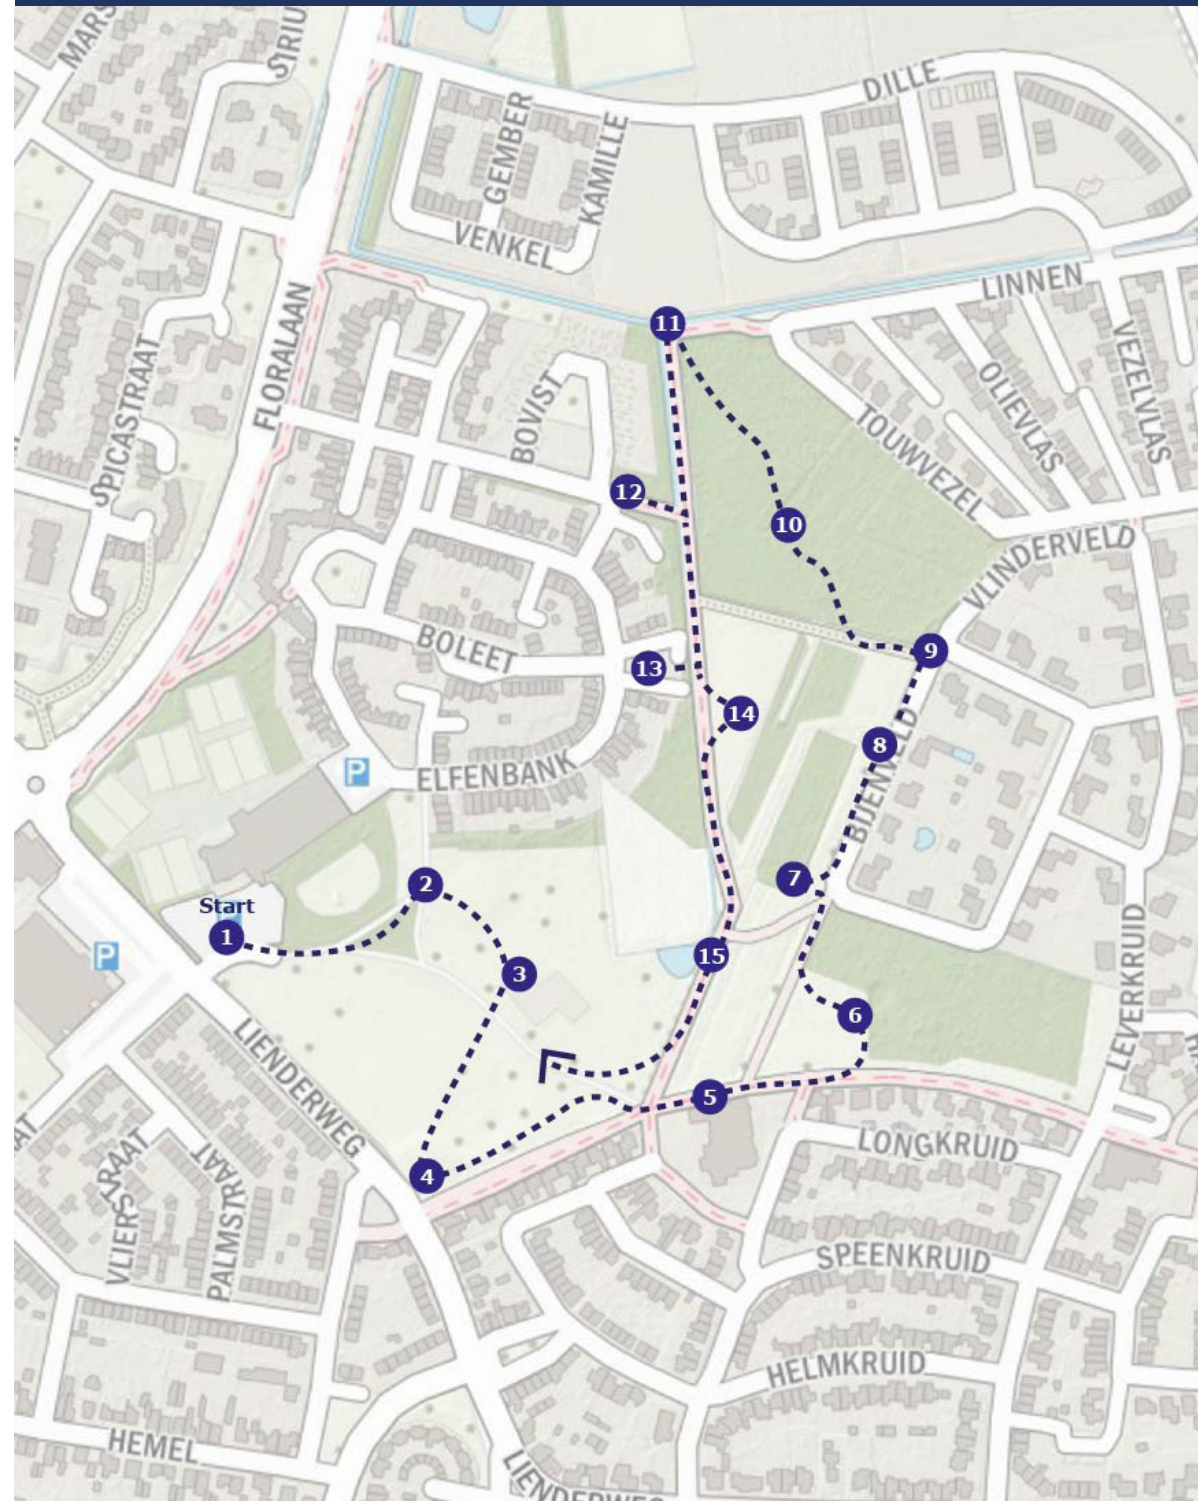 MARS
SIRIU
DILLE
GEMBER
KAMILLE
VENKEL
LINNEN
FLORALAAN
11
SPICASTRAAT
BOVIST
OLIEVLAS
VEZELVLAS
TOUWVEZEL
12
10
VLINDERVELD
BOLEET
9
13
14
8
P
ELFENBANK
BIJENVELD
2
7
Start
1
P
15
3
6
LEVERKRUID
LIENDERWEG
5
LONGKRUID
4
VLIERSTRAAT
PALMSTRAAT
AAT
SPEENKRUID
HELMKRUID
HEMEL
LIENDERWEG